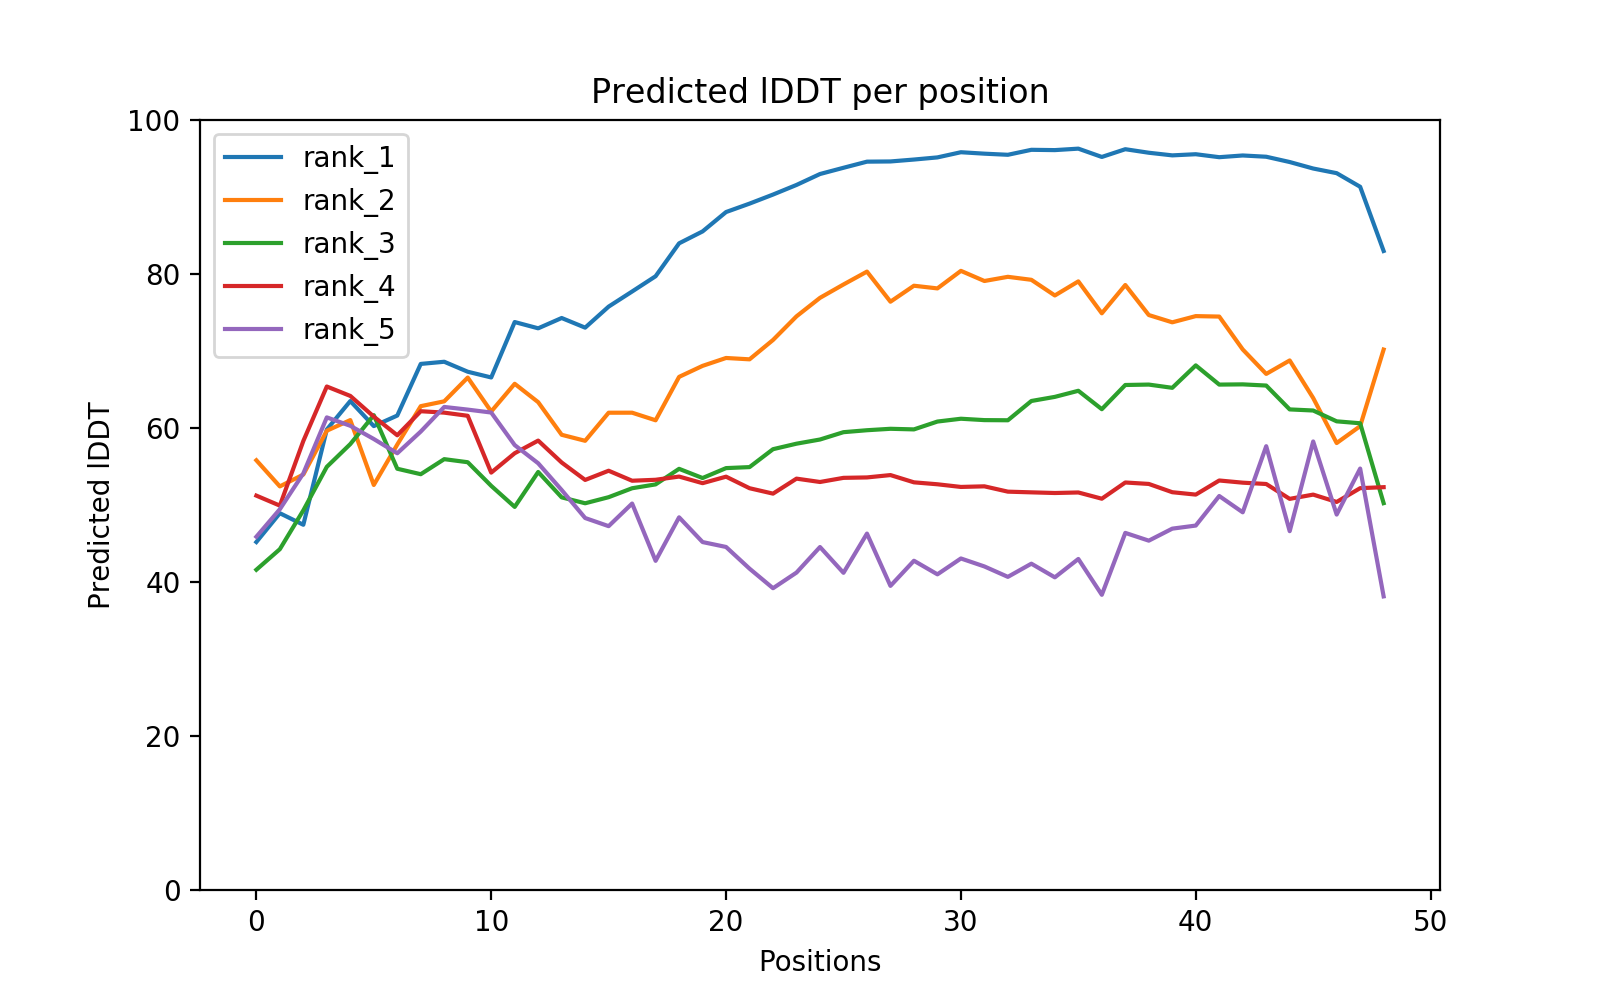 Predicted lDDT per position
100
80
60
40
20
0
Predicted lDDT
rank_1
rank_2
rank_3
rank_4
rank_5
0 10 20 30 40 50
Positions